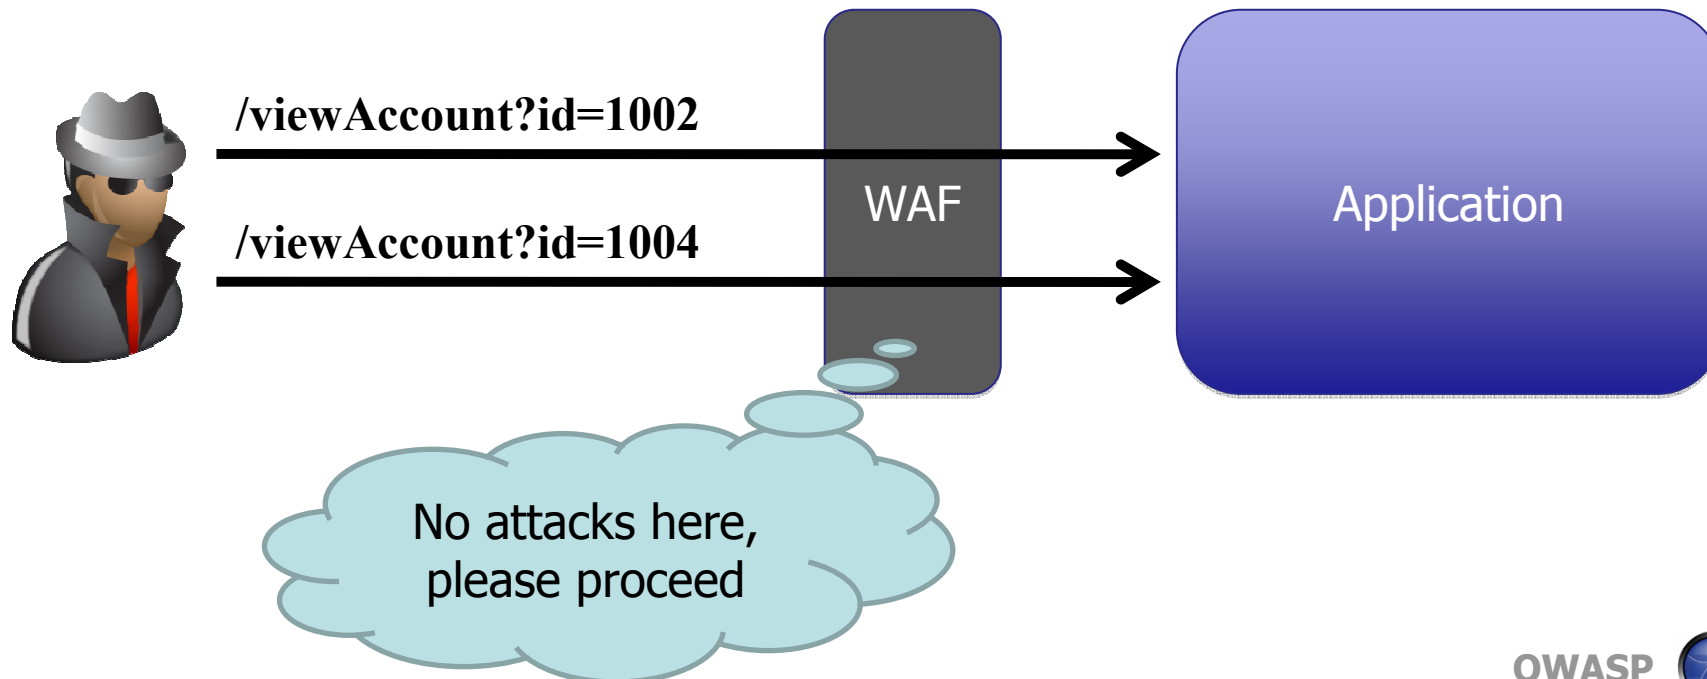 /viewAccount?id=1002
WAF
Application
/viewAccount?id=1004
No attacks here,
please proceed
OWASP